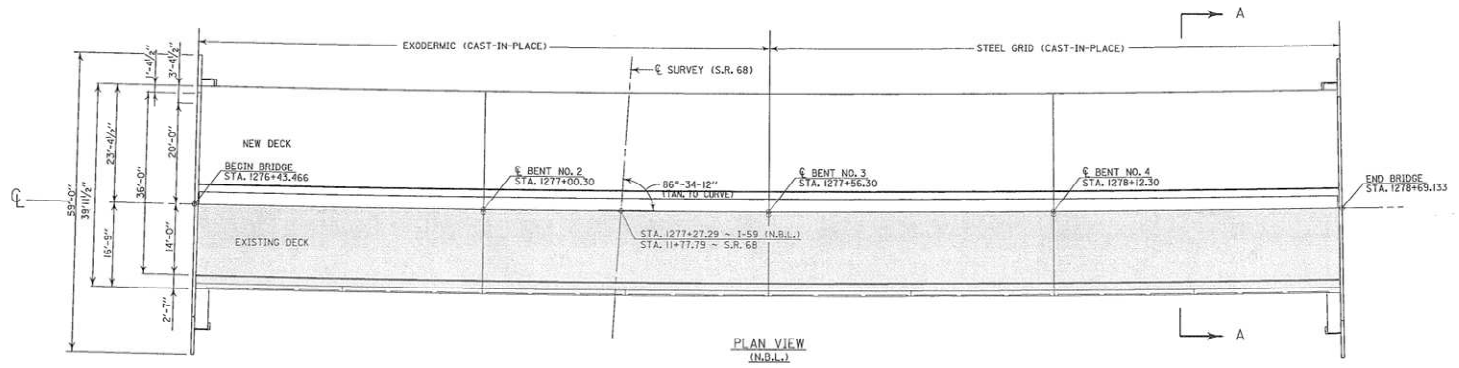 A
EXODERMIC (CAST-IN-PLACE)
STEEL GRID (CAST-IN-PLACE)
℄ SURVEY (S.R. 68)
1'-4½"
3'-4½"
59'-0"
39'11½"
23'-4½"
36'-0"
20'-0"
NEW DECK
BEGIN BRIDGE
STA. 1276+43.466
℄ BENT NO. 2
STA. 1277+00.30
86°-34-12"
(TAN. TO CURVE)
℄ BENT NO. 3
STA. 1277+56.30
℄ BENT NO. 4
STA. 1278+12.30
END BRIDGE
STA. 1278+69.133
℄
16'-9"
14'-0"
EXISTING DECK
STA. 1277+27.29 ~ I-59 (N.B.L.)
STA. 11+77.79 ~ S.R. 68
2'-7"
A
PLAN VIEW
(N.B.L.)